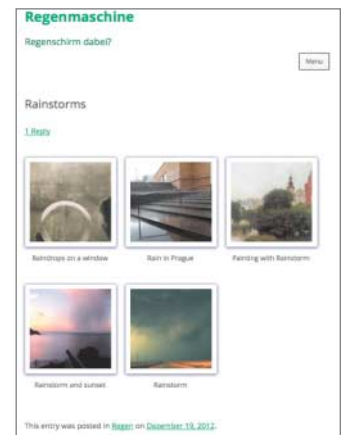 Regenmaschine
Regenschirm dabei?
Menu
Rainstorms
1 Reply
Raindrops on a window
Rain in Prague
Painting with Rainstorm
Rainstorm and sunset
Rainstorm
This entry was posted in Regen on Dezember 19, 2012.